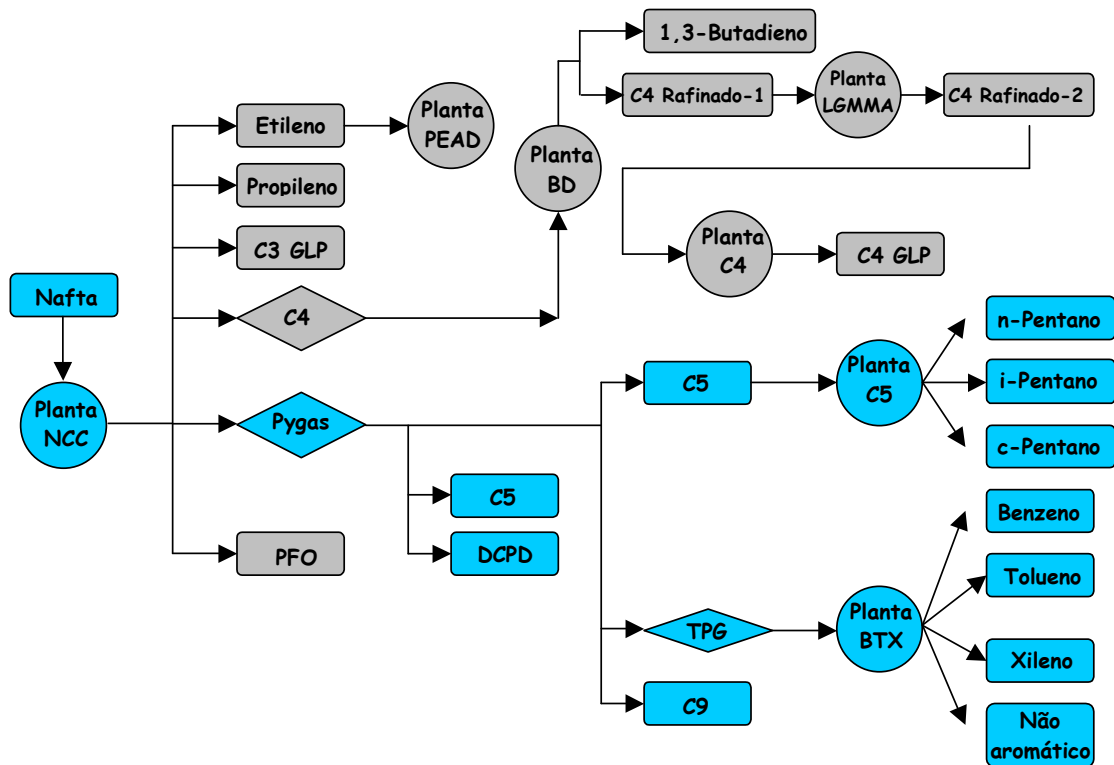 1,3-Butadieno
C4 Rafinado-1
Planta
LGMMA
C4 Rafinado-2
Etileno
Planta
PEAD
Planta
BD
Propileno
C3 GLP
Planta
C4
C4 GLP
Nafta
C4
n-Pentano
Planta
NCC
Pygas
C5
Planta
C5
i-Pentano
c-Pentano
C5
DCPD
PFO
Benzeno
Tolueno
TPG
Planta
BTX
Xileno
C9
Não
aromático